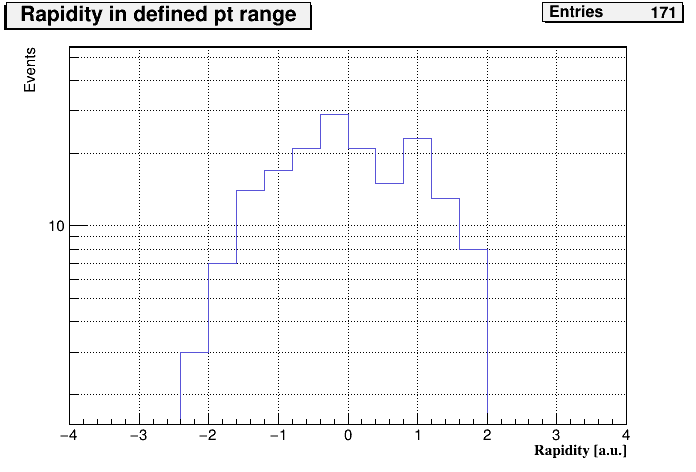 Rapidity in defined pt range
Entries 171
Events
10
−4 −3 −2 −1 0 1 2 3 4
Rapidity [a.u.]